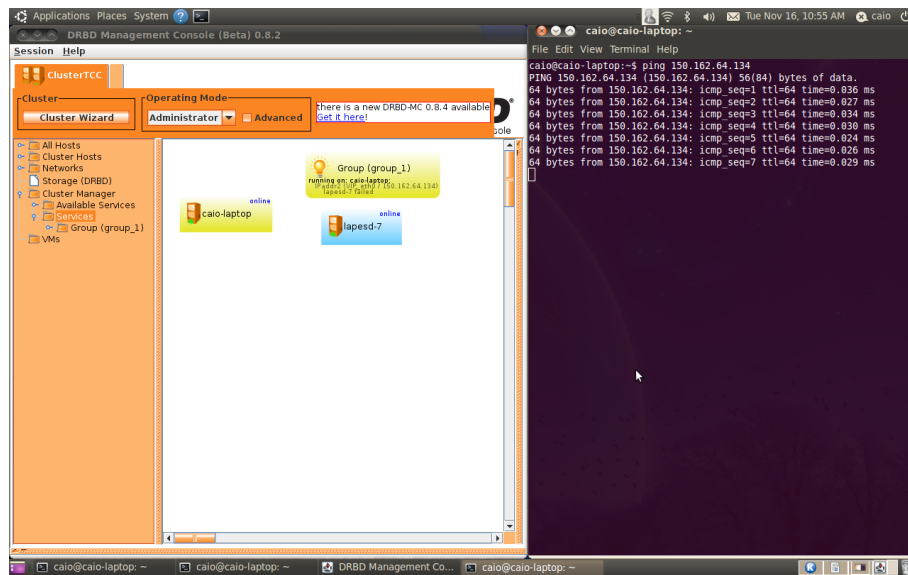 Applications Places System
Tue Nov 16, 10:55 AM caio
DRBD Management Console (Beta) 0.8.2
Session Help
ClusterTCC
Cluster
Cluster Wizard
Operating Mode
Administrator
Advanced
there is a new DRBD-MC 0.8.4 available
Get it here!
All Hosts
Cluster Hosts
Networks
Storage (DRBD)
Cluster Manager
Available Services
Services
Group (group_1)
VMs
Group (group_1)
running on: caio-laptop:
IPaddr2 (VIP, eth0 / 150.162.64.134)
lapesd-7 failed
online
caio-laptop
online
lapesd-7
caio@caio-laptop: ~
File Edit View Terminal Help
caio@caio-laptop:~$ ping 150.162.64.134
PING 150.162.64.134 (150.162.64.134) 56(84) bytes of data.
64 bytes from 150.162.64.134: icmp_seq=1 ttl=64 time=0.036 ms
64 bytes from 150.162.64.134: icmp_seq=2 ttl=64 time=0.027 ms
64 bytes from 150.162.64.134: icmp_seq=3 ttl=64 time=0.034 ms
64 bytes from 150.162.64.134: icmp_seq=4 ttl=64 time=0.030 ms
64 bytes from 150.162.64.134: icmp_seq=5 ttl=64 time=0.024 ms
64 bytes from 150.162.64.134: icmp_seq=6 ttl=64 time=0.026 ms
64 bytes from 150.162.64.134: icmp_seq=7 ttl=64 time=0.029 ms
caio@caio-laptop: ~
caio@caio-laptop: ~
DRBD Management Co...
caio@caio-laptop: ~